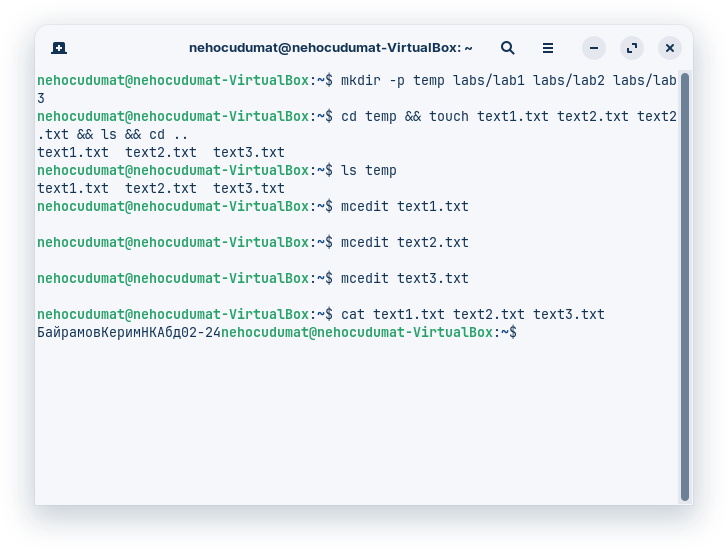 nehocudumat@nehocudumat-VirtualBox: ~
nehocudumat@nehocudumat-VirtualBox:~$ mkdir -p temp labs/lab1 labs/lab2 labs/lab
3
nehocudumat@nehocudumat-VirtualBox:~$ cd temp && touch text1.txt text2.txt text2
.txt && ls && cd ..
text1.txt  text2.txt  text3.txt
nehocudumat@nehocudumat-VirtualBox:~$ ls temp
text1.txt  text2.txt  text3.txt
nehocudumat@nehocudumat-VirtualBox:~$ mcedit text1.txt
nehocudumat@nehocudumat-VirtualBox:~$ mcedit text2.txt
nehocudumat@nehocudumat-VirtualBox:~$ mcedit text3.txt
nehocudumat@nehocudumat-VirtualBox:~$ cat text1.txt text2.txt text3.txt
БайрамовКеримНКАбд02-24nehocudumat@nehocudumat-VirtualBox:~$